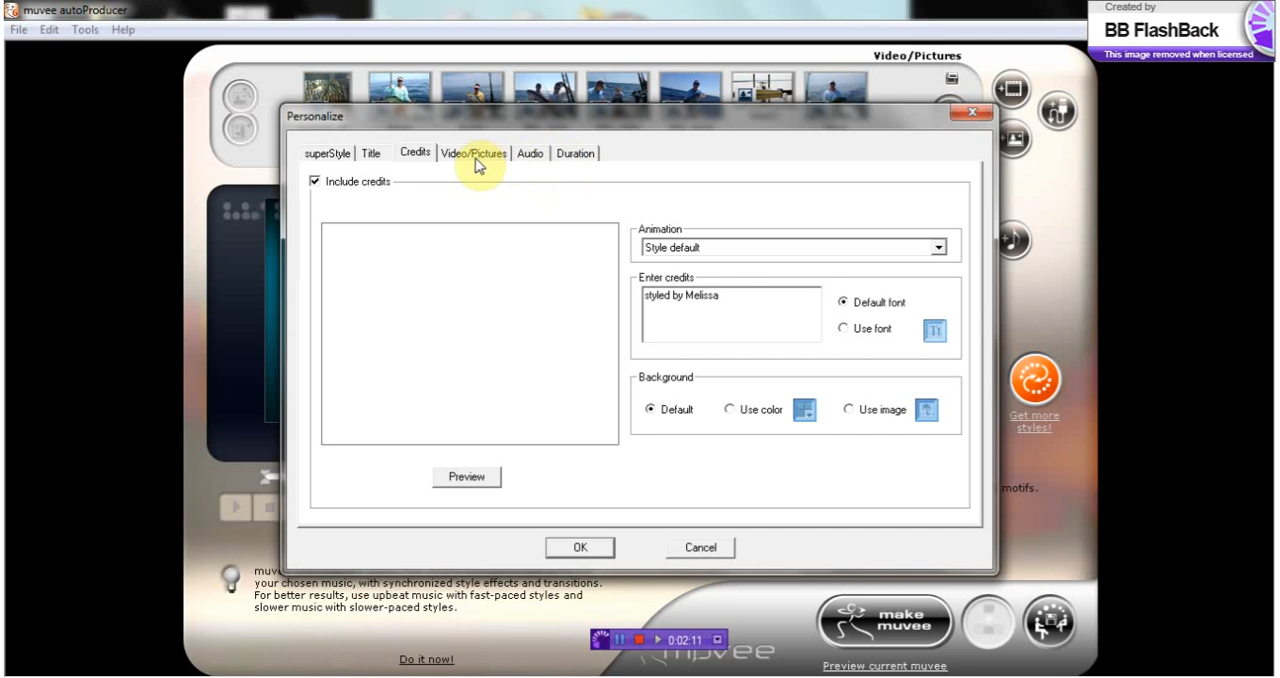 muvee autoProducer
Created by
BB FlashBack
This image removed when licensed
File Edit Tools Help
Video/Pictures
Personalize
superStyle Title Credits Video/Pictures Audio Duration
Include credits
Animation
Style default
Enter credits
styled by Melissa
Default font
Use font
Tt
Background
Default Use color Use image
Preview
OK Cancel
Get more
styles!
motifs.
your chosen music, with synchronized style effects and transitions.
For better results, use upbeat music with fast-paced styles and
slower music with slower-paced styles.
Do it now!
0:02:11
make
muvee
muvee
Preview current muvee